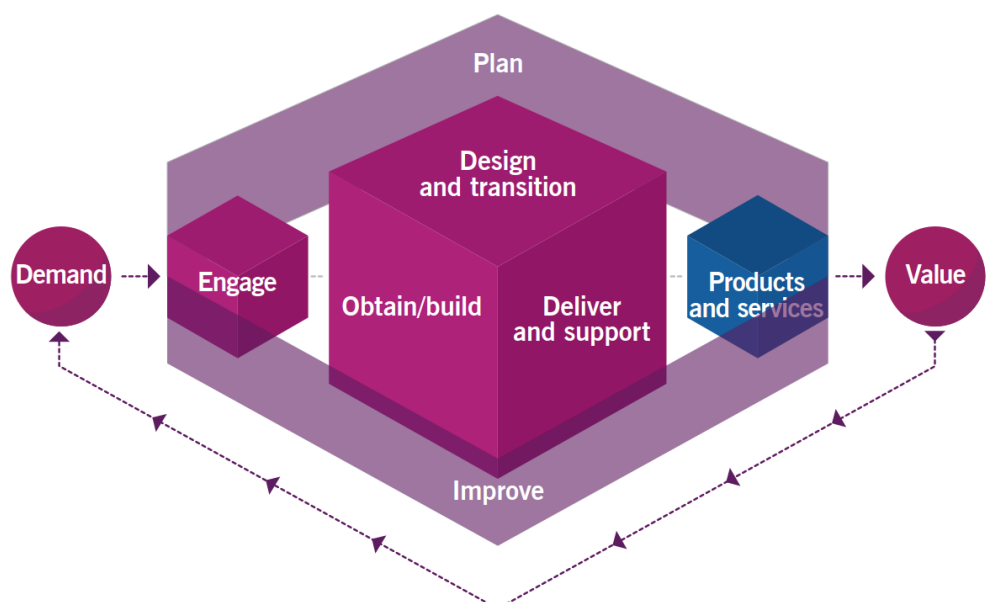 Plan
Design
and transition
Demand
Engage
Obtain/build
Deliver
and support
Products
and services
Value
Improve